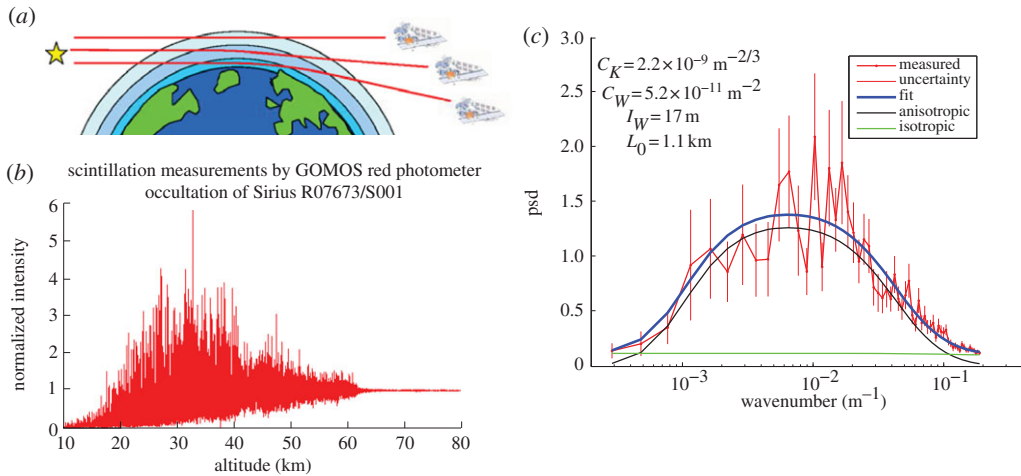 (a)
(b)
scintillation measurements by GOMOS red photometer
occultation of Sirius R07673/S001
normalized intensity
6
5
4
3
2
1
0
10 20 30 40 50 60 70 80
altitude (km)
(c)
C_K = 2.2 × 10⁻⁹ m⁻²/³
C_W = 5.2 × 10⁻¹¹ m⁻²
I_W = 17 m
L_0 = 1.1 km
measured
uncertainty
fit
anisotropic
isotropic
psd
3.0
2.5
2.0
1.5
1.0
0.5
0
10⁻³ 10⁻² 10⁻¹
wavenumber (m⁻¹)